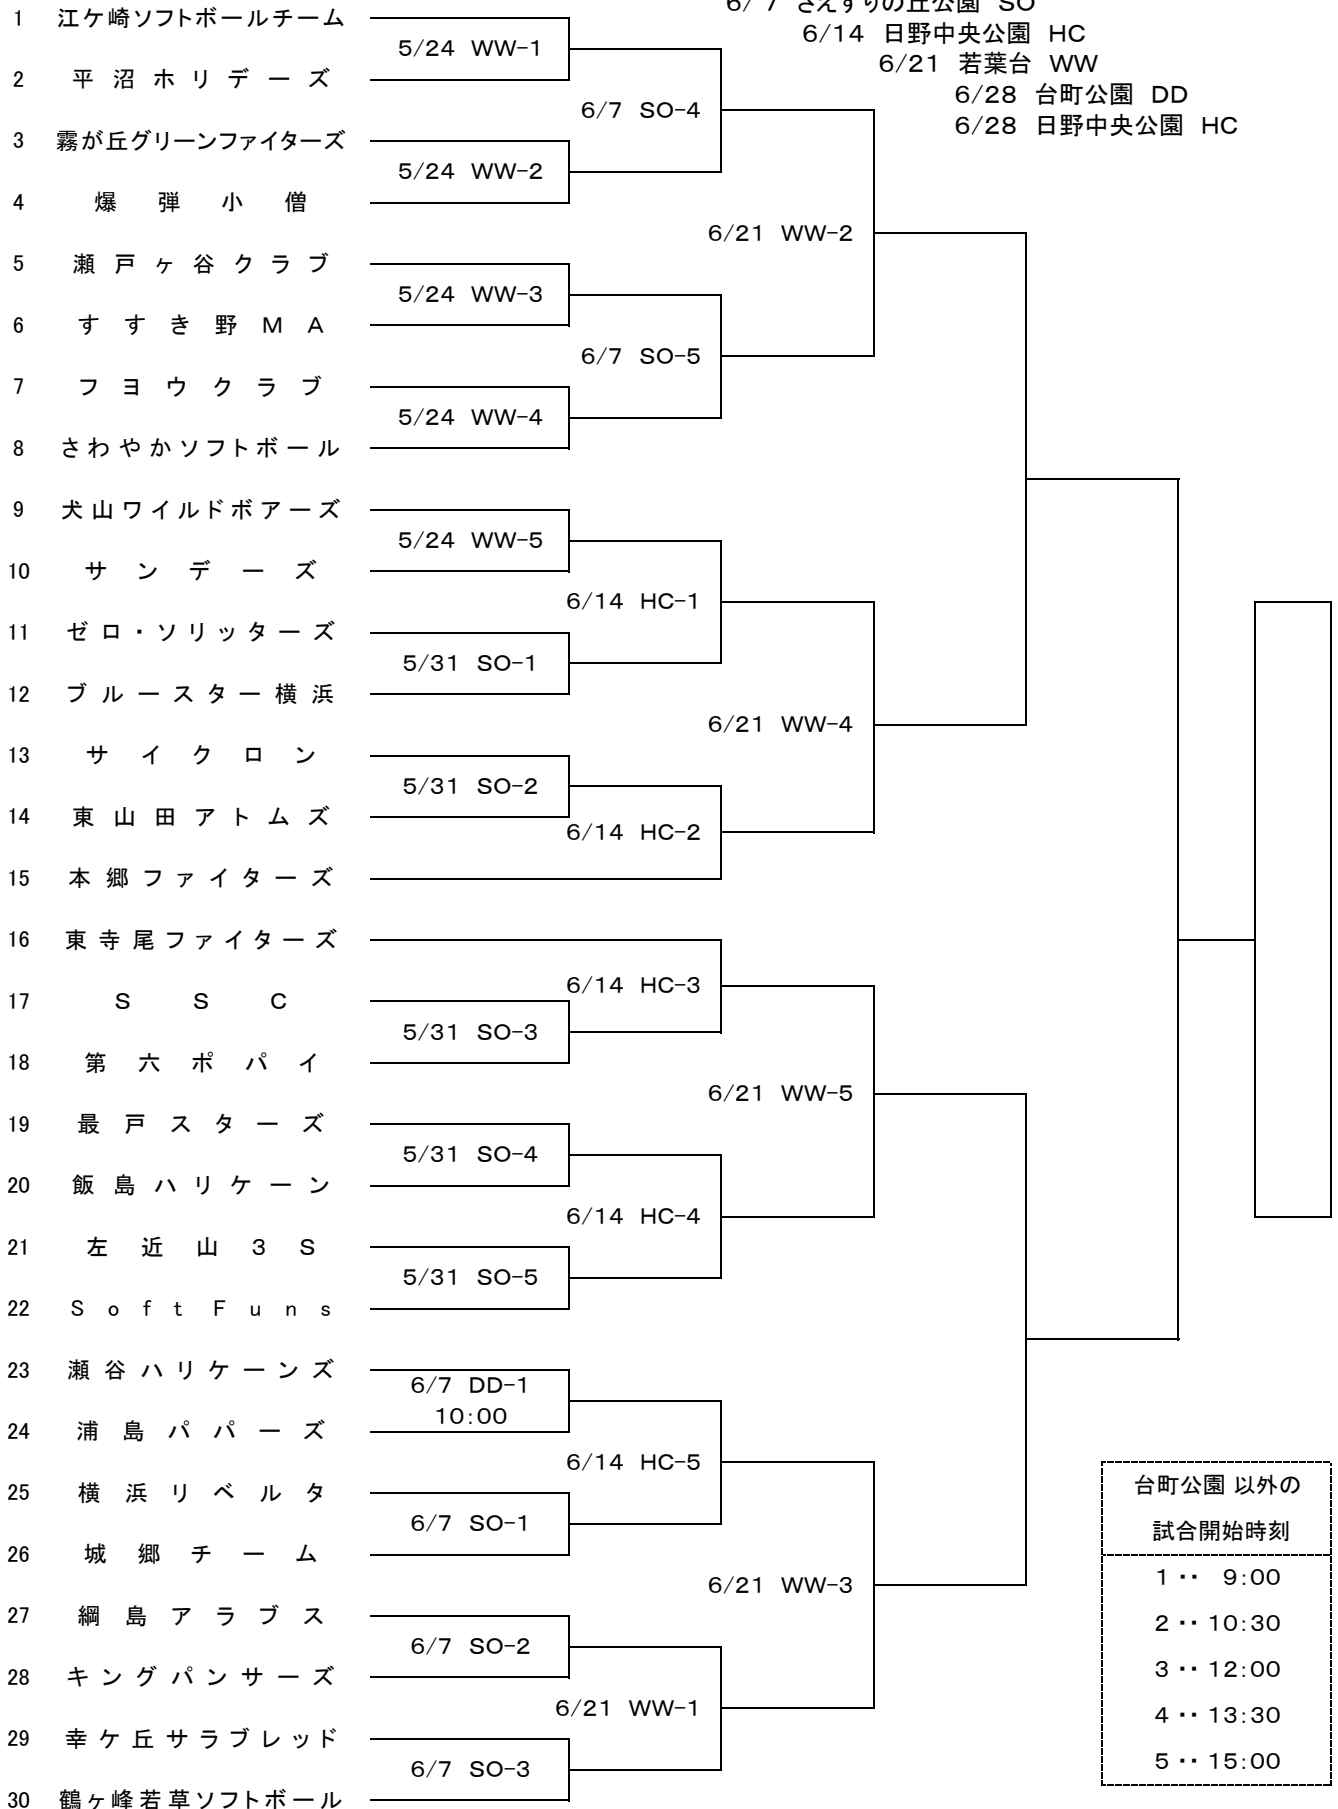 6/ 7 さえずりの丘公園 SO
6/14 日野中央公園 HC
6/21 若葉台 WW
6/28 台町公園 DD
6/28 日野中央公園 HC
1 江ケ崎ソフトボールチーム
5/24 WW-1
2 平沼ホリデーズ
6/7 SO-4
3 霧が丘グリーンファイターズ
5/24 WW-2
4 爆弾小僧
6/21 WW-2
5 瀬戸ヶ谷クラブ
5/24 WW-3
6 すすき野MA
6/7 SO-5
7 フヨウクラブ
5/24 WW-4
8 さわやかソフトボール
9 犬山ワイルドボアーズ
5/24 WW-5
10 サンデーズ
6/14 HC-1
11 ゼロ・ソリッターズ
5/31 SO-1
12 ブルースター横浜
6/21 WW-4
13 サイクロン
5/31 SO-2
14 東山田アトムズ
6/14 HC-2
15 本郷ファイターズ
16 東寺尾ファイターズ
6/14 HC-3
17 SSC
5/31 SO-3
18 第六ポパイ
6/21 WW-5
19 最戸スターズ
5/31 SO-4
20 飯島ハリケーン
6/14 HC-4
21 左近山3S
5/31 SO-5
22 Soft Funs
23 瀬谷ハリケーンズ
6/7 DD-1
10:00
24 浦島パパーズ
6/14 HC-5
25 横浜リベルタ
6/7 SO-1
26 城郷チーム
6/21 WW-3
27 綱島アラブス
6/7 SO-2
28 キングパンサーズ
6/21 WW-1
29 幸ケ丘サラブレッド
6/7 SO-3
30 鶴ヶ峰若草ソフトボール
台町公園 以外の
試合開始時刻
1 ･･ 9:00
2 ･･ 10:30
3 ･･ 12:00
4 ･･ 13:30
5 ･･ 15:00